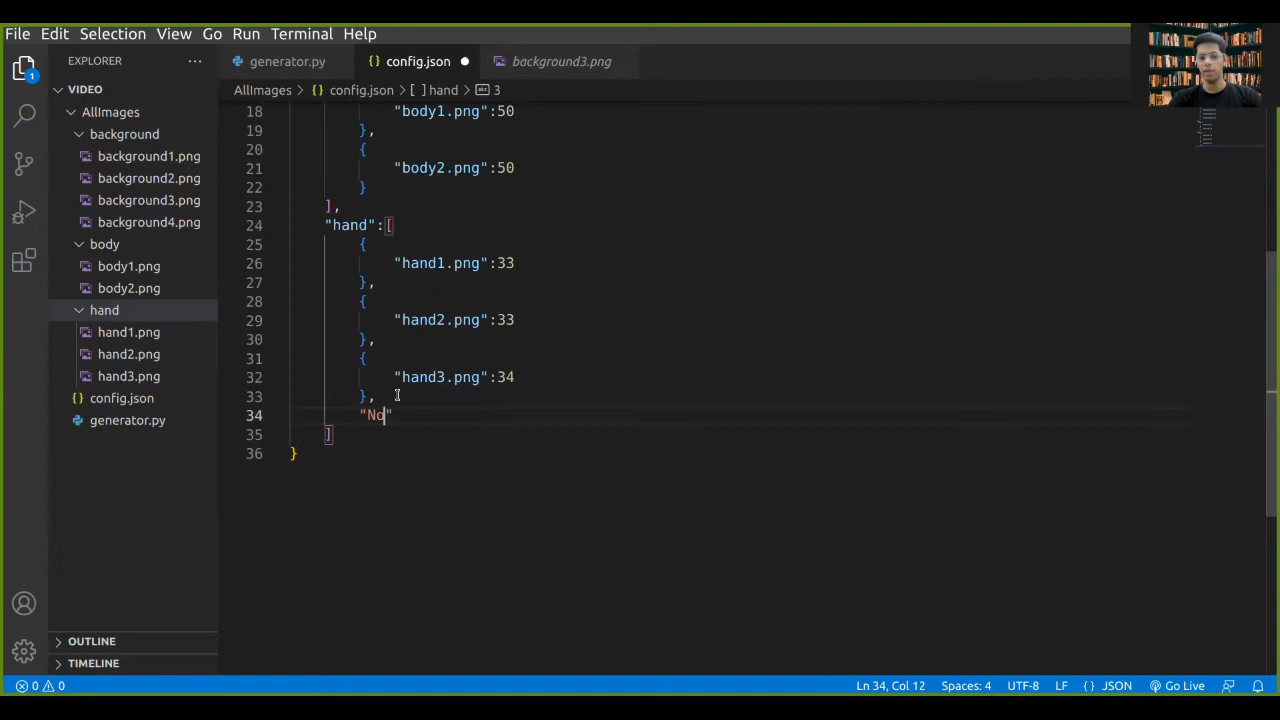 File Edit Selection View Go Run Terminal Help
EXPLORER ···
generator.py
config.json
background3.png
VIDEO
AllImages > config.json > [ ] hand > abc 3
AllImages
background
background1.png
background2.png
background3.png
background4.png
body
body1.png
body2.png
hand
hand1.png
hand2.png
hand3.png
config.json
generator.py
18 "body1.png":50
19 },
20 {
21 "body2.png":50
22 }
23 ],
24 "hand":[
25 {
26 "hand1.png":33
27 },
28 {
29 "hand2.png":33
30 },
31 {
32 "hand3.png":34
33 },
34 "No"
35 ]
36 }
1
OUTLINE
TIMELINE
0 0 Ln 34, Col 12 Spaces: 4 UTF-8 LF { } JSON Go Live